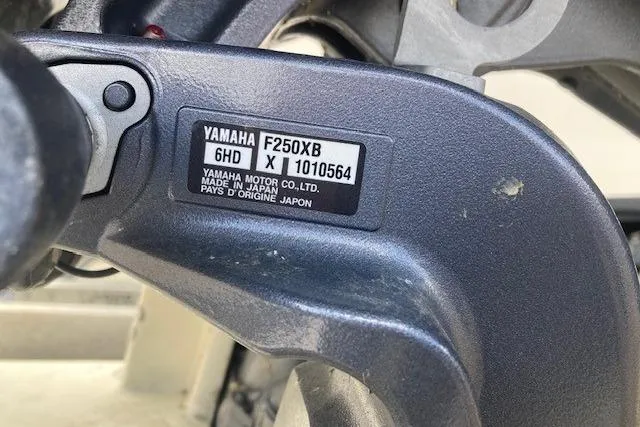 YAMAHA F250XB
6HD X 1010564
YAMAHA MOTOR CO.,LTD.
MADE IN JAPAN
PAYS D'ORIGINE JAPON